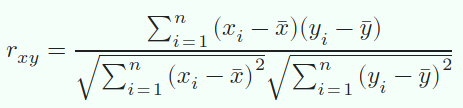 r_{xy} = \frac{\sum_{i=1}^{n} (x_i - \bar{x})(y_i - \bar{y})}{\sqrt{\sum_{i=1}^{n} (x_i - \bar{x})^2} \sqrt{\sum_{i=1}^{n} (y_i - \bar{y})^2}}